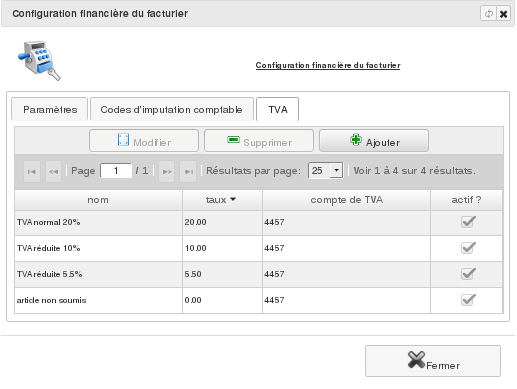 Configuration financière du facturier
Configuration financière du facturier
Paramètres Codes d'imputation comptable TVA
Modifier Supprimer Ajouter
Page 1 / 1 Résultats par page: 25 Voir 1 à 4 sur 4 résultats.
nom taux compte de TVA actif ?
TVA normal 20% 20.00 4457
TVA réduite 10% 10.00 4457
TVA réduite 5.5% 5.50 4457
article non soumis 0.00 4457
Fermer